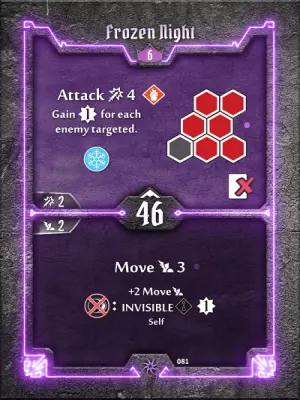 Frozen Night
6
Attack 4
Gain 1 for each
enemy targeted.
2
46
2
Move 3
+2 Move
: INVISIBLE 1
Self
081